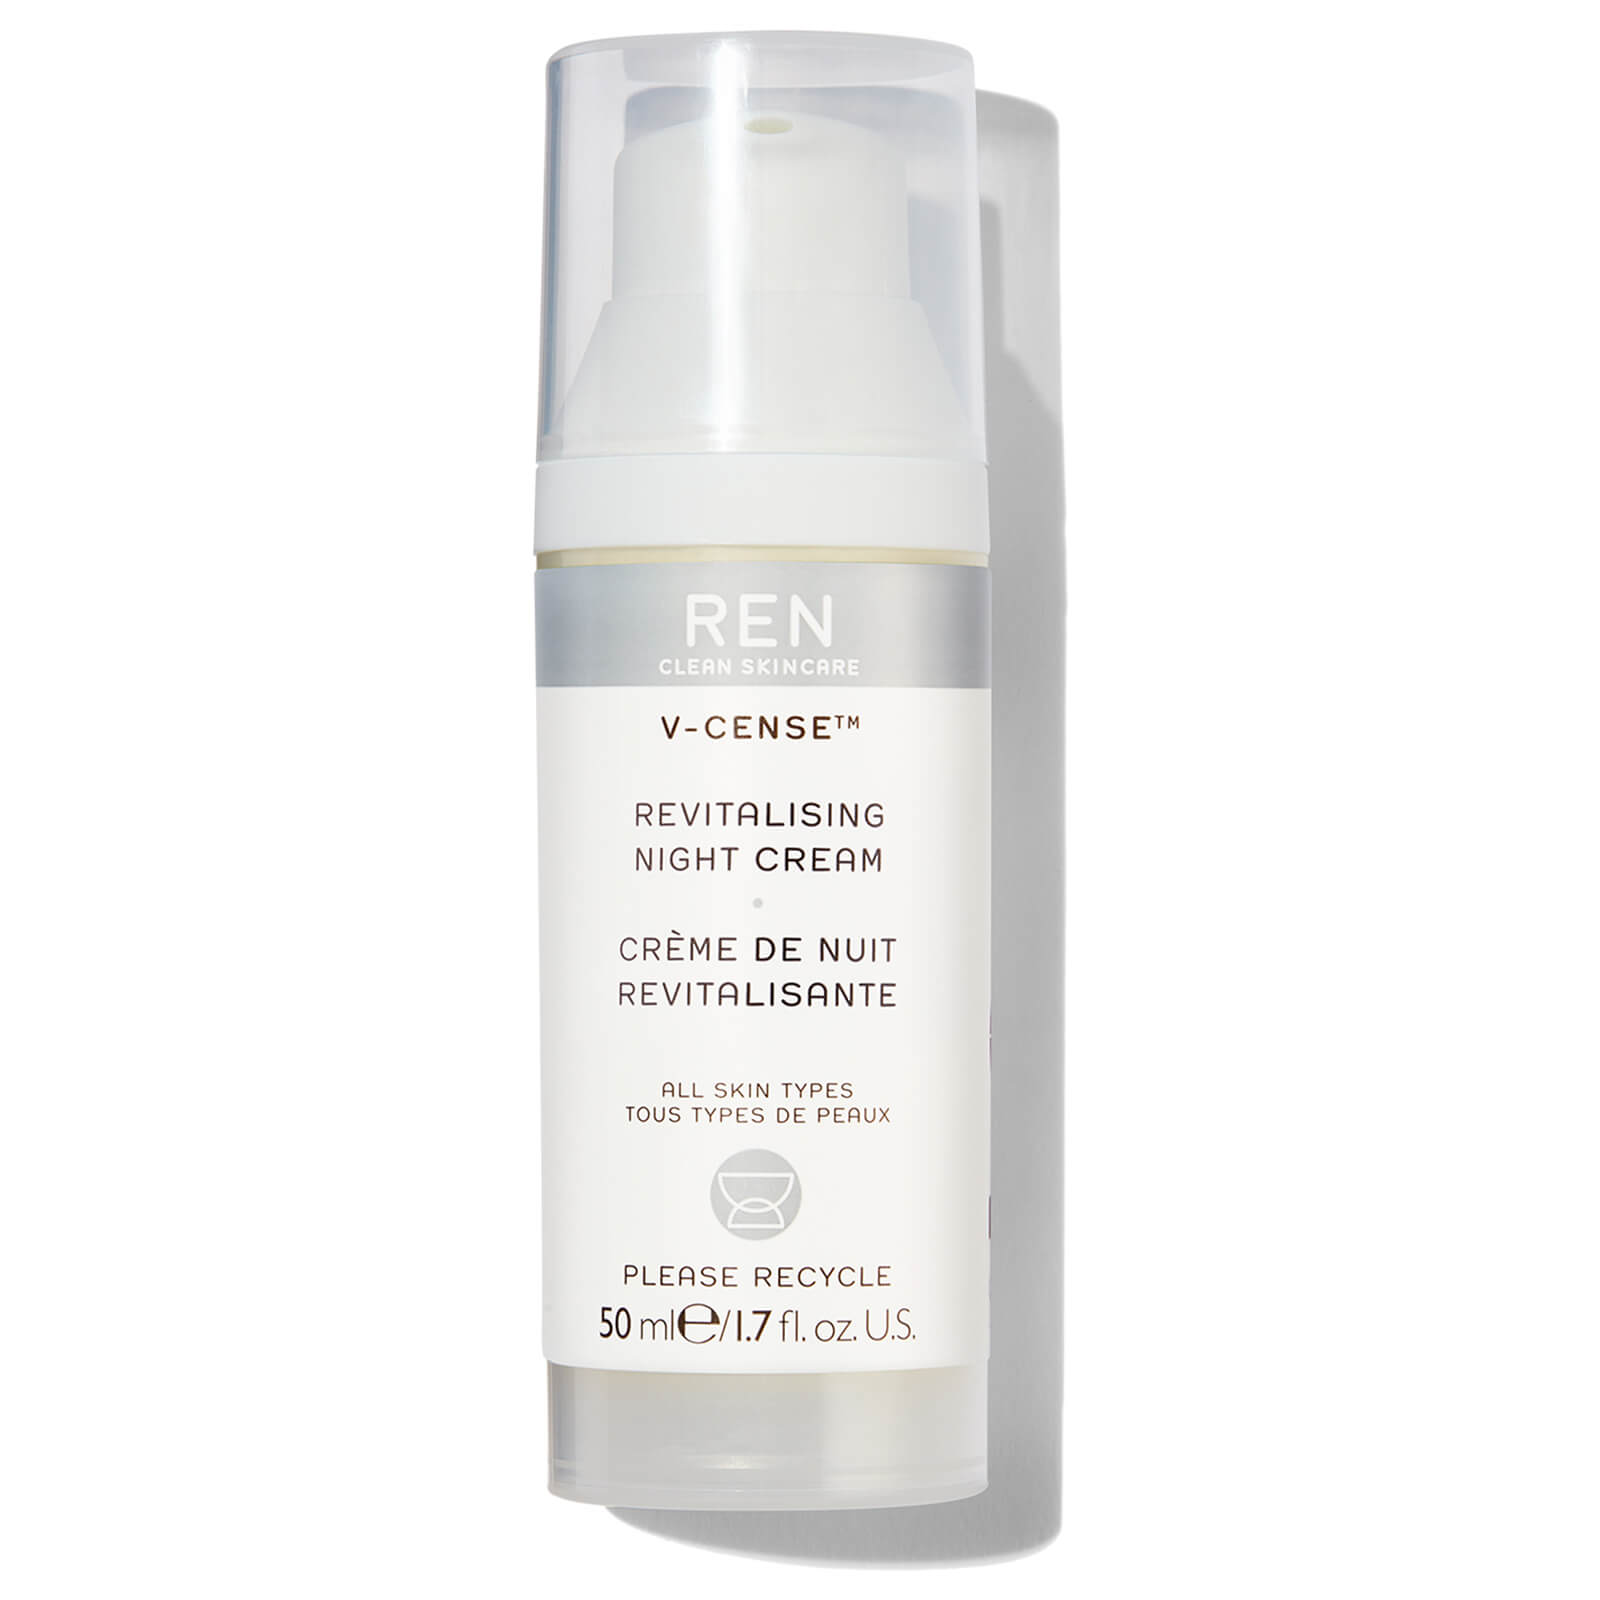 REN
CLEAN SKINCARE
V-CENSE™
REVITALISING
NIGHT CREAM
CRÈME DE NUIT
REVITALISANTE
ALL SKIN TYPES
TOUS TYPES DE PEAUX
PLEASE RECYCLE
50 ml℮/1.7 fl. oz. U.S.